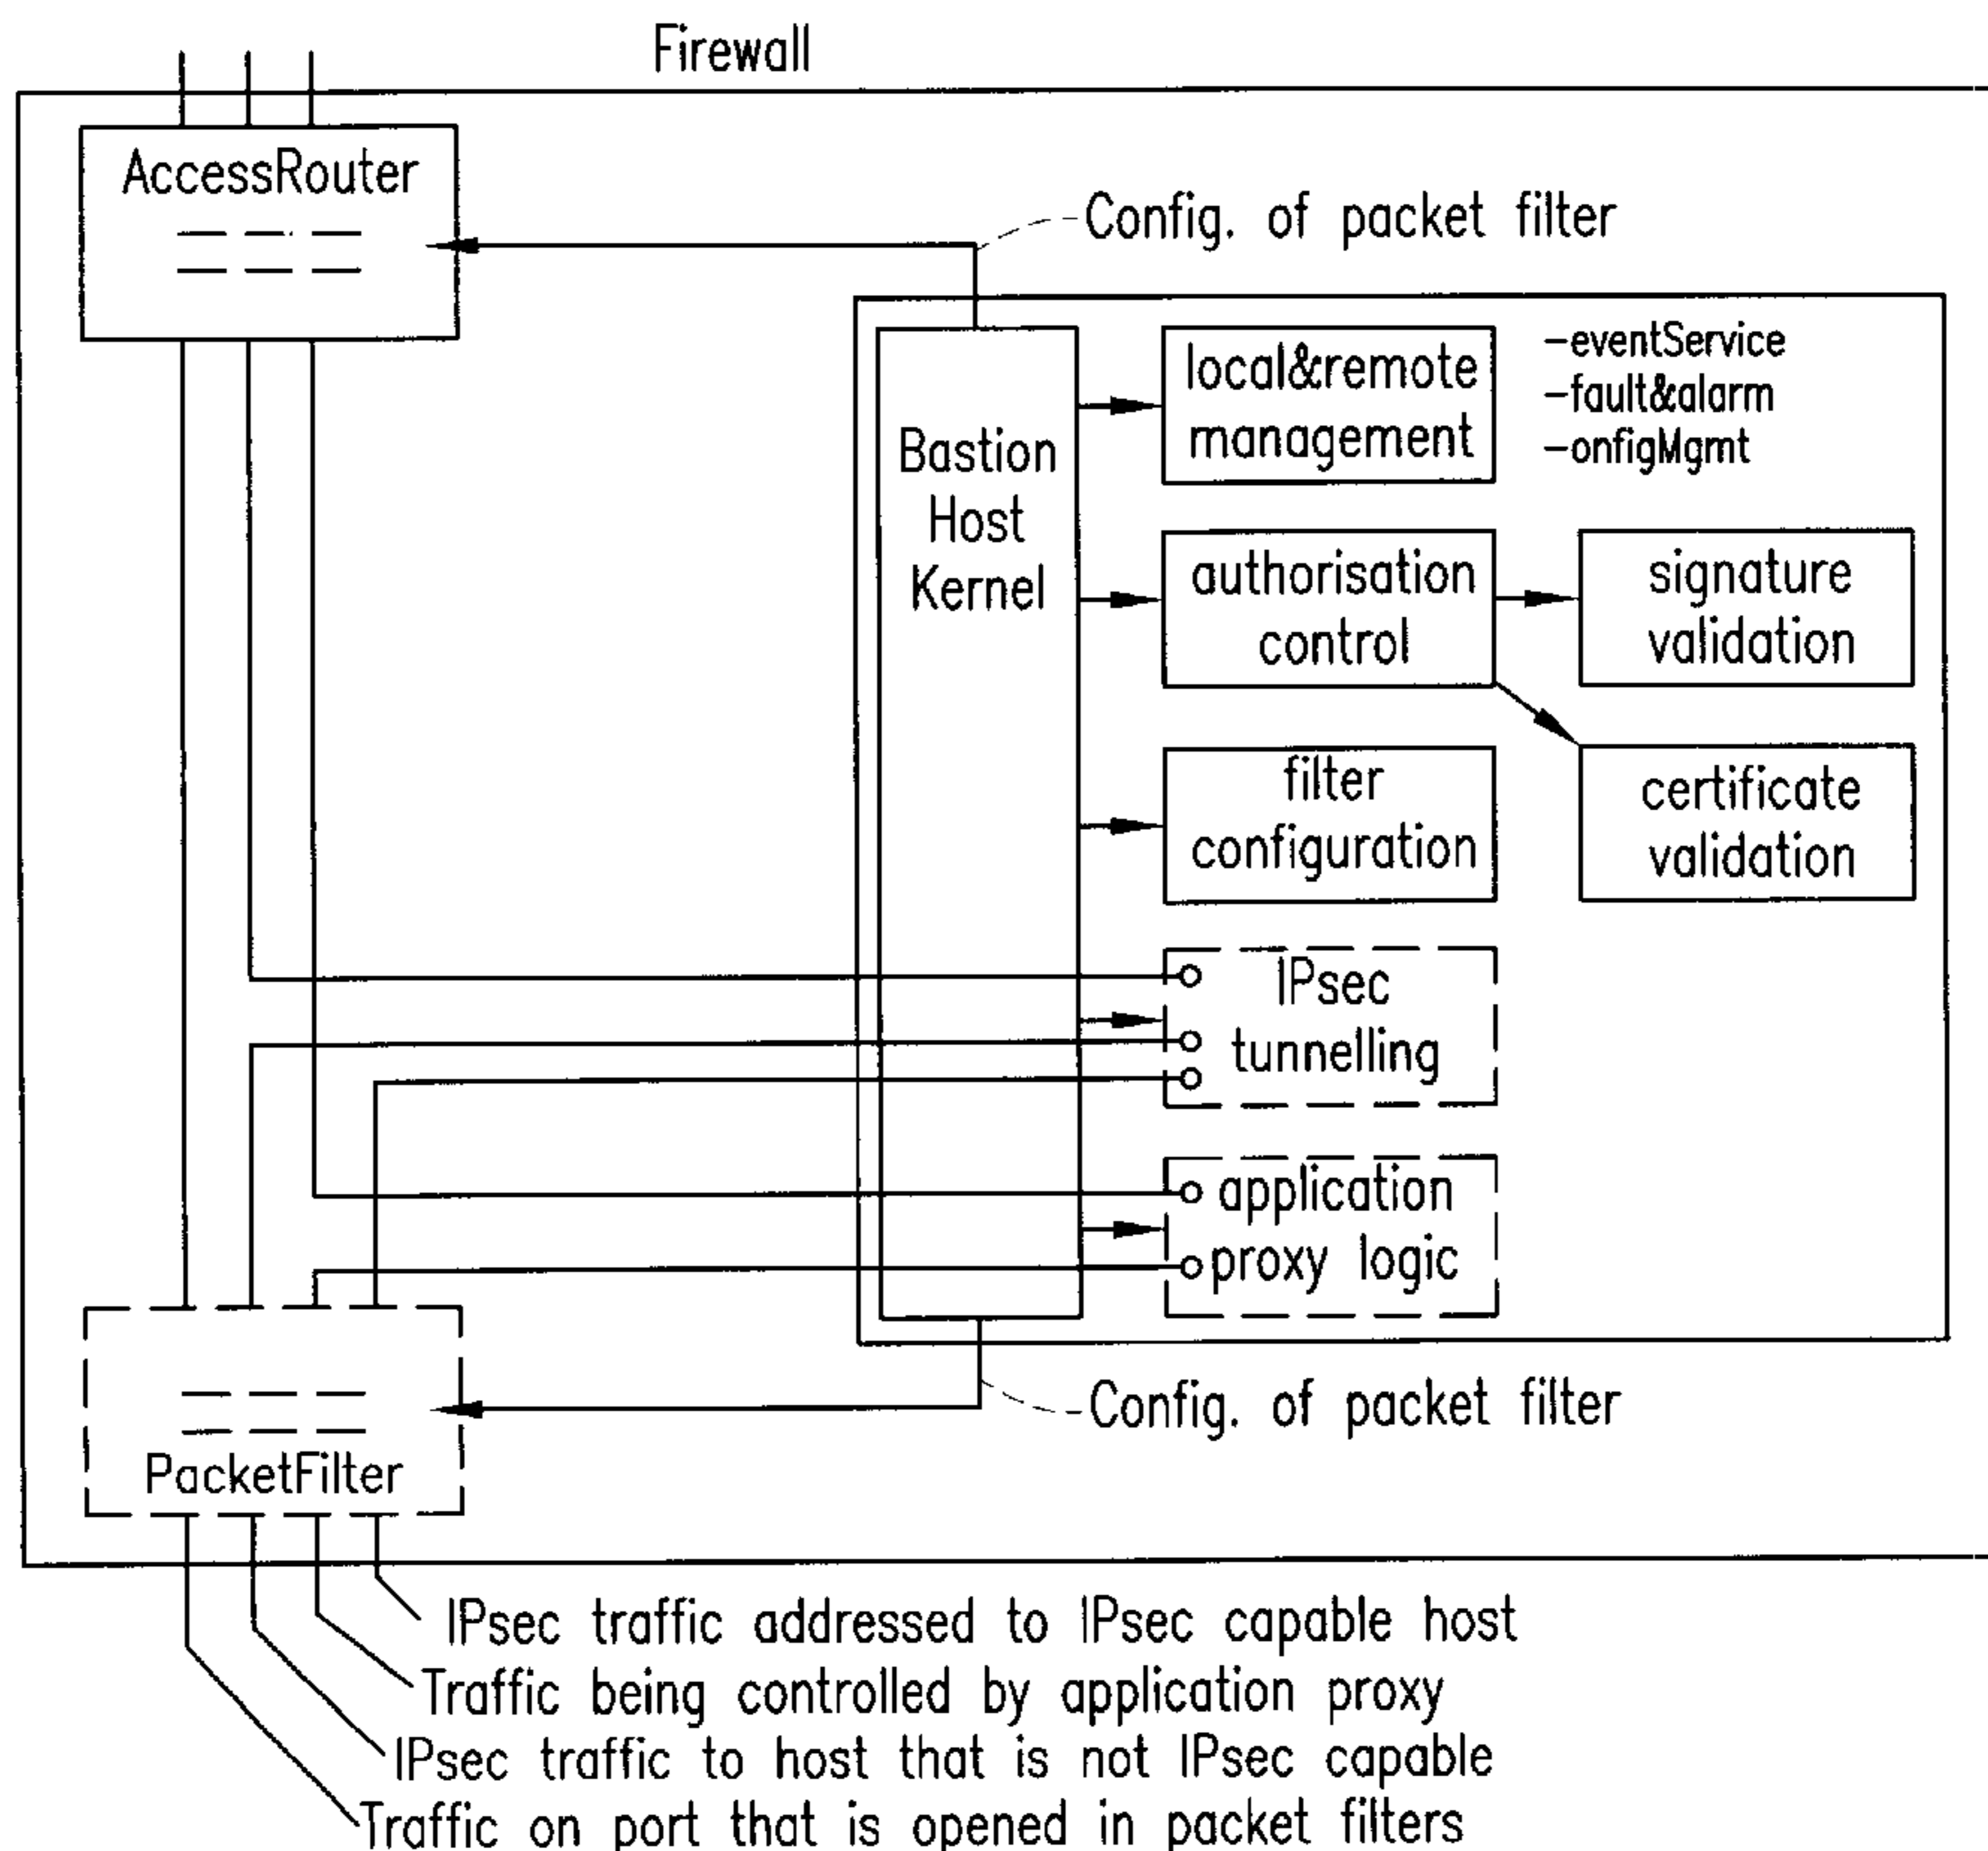 Firewall
AccessRouter
Config. of packet filter
Bastion
Host
Kernel
local&remote
management
-eventService
-fault&alarm
-onfigMgmt
authorisation
control
signature
validation
filter
configuration
certificate
validation
IPsec
tunnelling
application
proxy logic
Config. of packet filter
PacketFilter
IPsec traffic addressed to IPsec capable host
Traffic being controlled by application proxy
IPsec traffic to host that is not IPsec capable
Traffic on port that is opened in packet filters